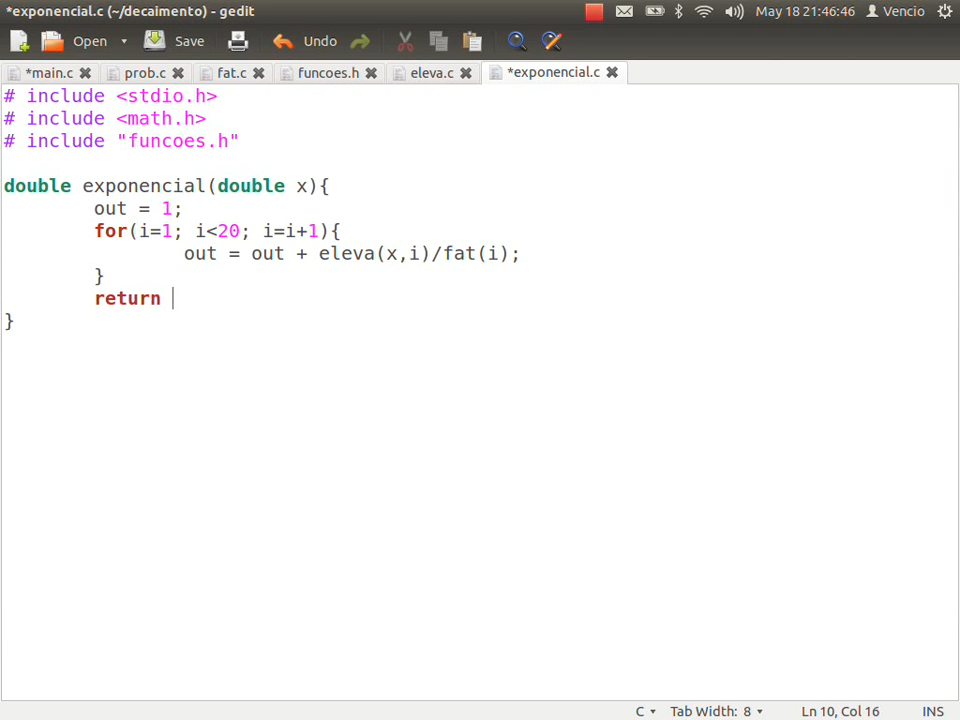 *exponencial.c (~/decaimento) - gedit
May 18 21:46:46
Vencio
Open
Save
Undo
*main.c
prob.c
fat.c
funcoes.h
eleva.c
*exponencial.c
# include <stdio.h>
# include <math.h>
# include "funcoes.h"
double exponencial(double x){
out = 1;
for(i=1; i<20; i=i+1){
out = out + eleva(x,i)/fat(i);
}
return
}
C
Tab Width: 8
Ln 10, Col 16
INS